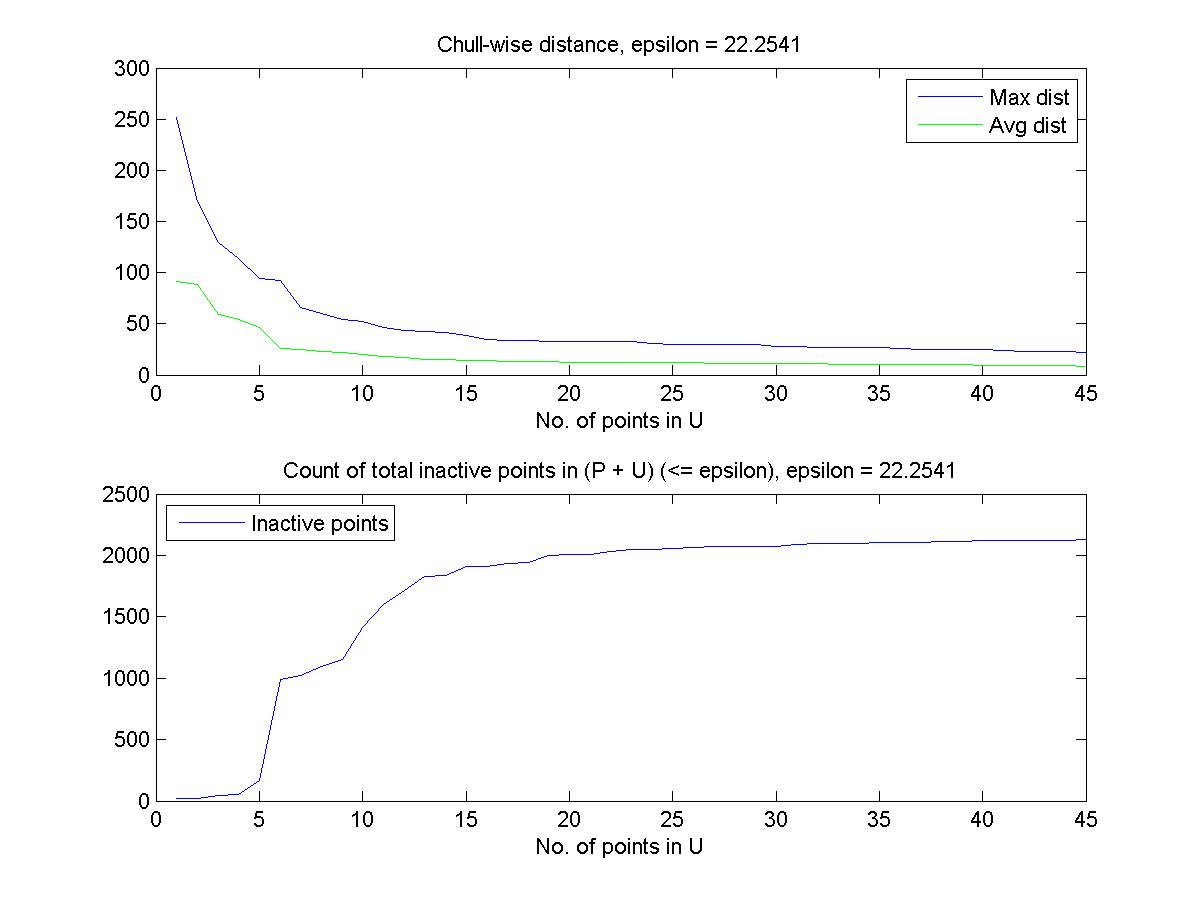 Chull-wise distance, epsilon = 22.2541
300
250
200
150
100
50
0
Max dist
Avg dist
0 5 10 15 20 25 30 35 40 45
No. of points in U
Count of total inactive points in (P + U) (<= epsilon), epsilon = 22.2541
2500
2000
1500
1000
500
0
Inactive points
0 5 10 15 20 25 30 35 40 45
No. of points in U